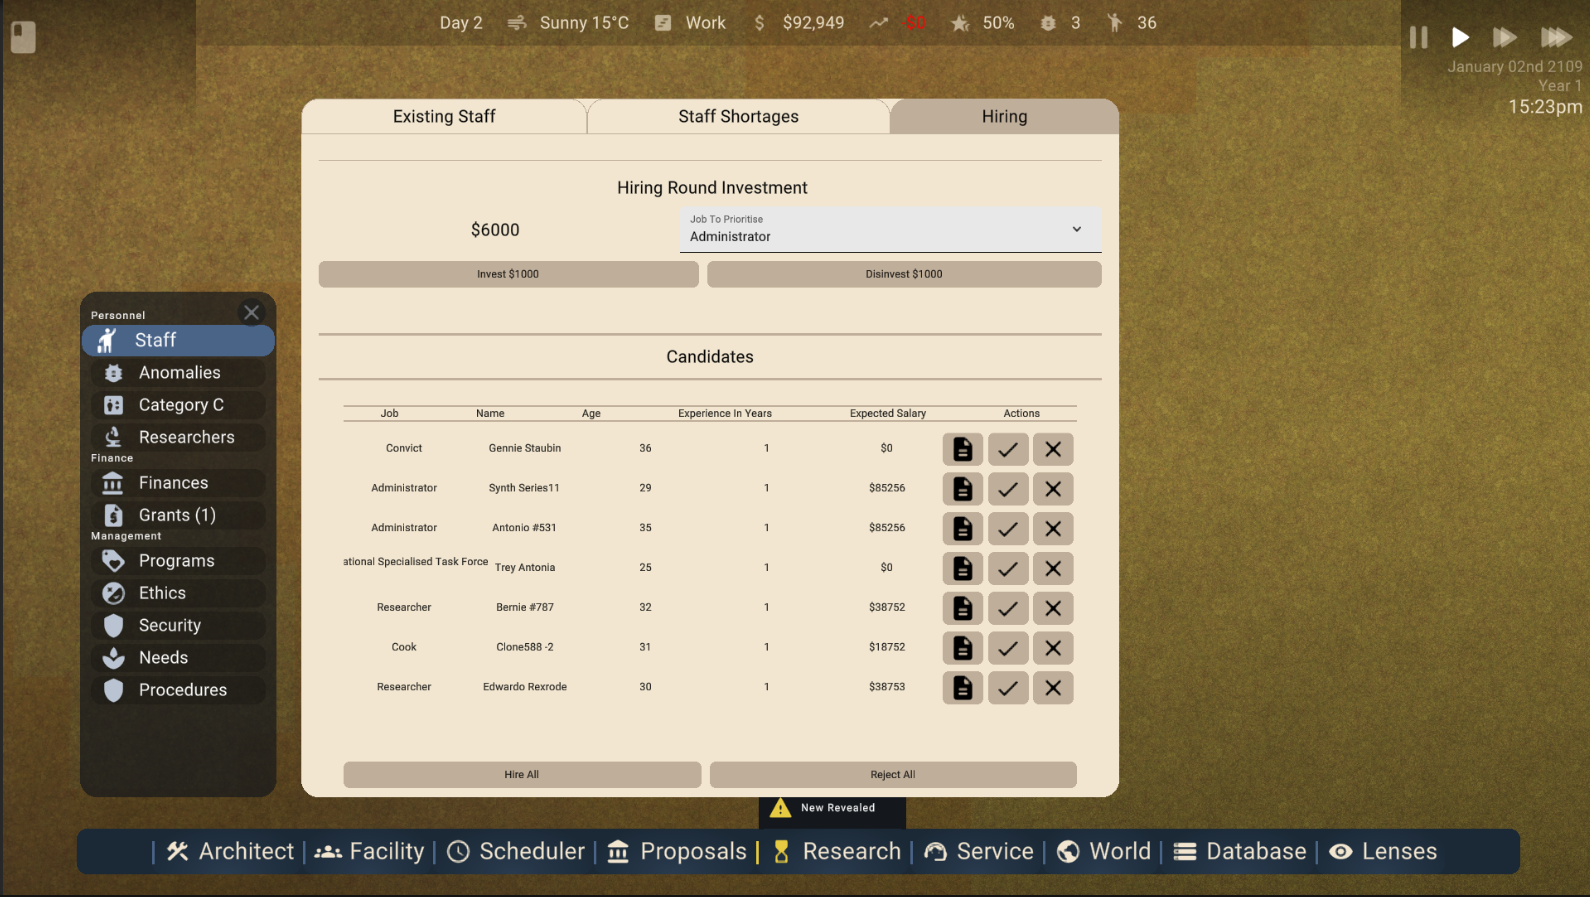 Day 2 Sunny 15°C Work $ $92,949 -$0 50% 3 36
January 02nd 2109
Year 1
15:23pm
Existing Staff Staff Shortages Hiring
Hiring Round Investment
$6000
Job To Prioritise
Administrator
Invest $1000 Disinvest $1000
Candidates
Job Name Age Experience In Years Expected Salary Actions
Convict Gennie Staubin 36 1 $0
Administrator Synth Series11 29 1 $85256
Administrator Antonio #531 35 1 $85256
ational Specialised Task Force Trey Antonia 25 1 $0
Researcher Bernie #787 32 1 $38752
Cook Clone588 -2 31 1 $18752
Researcher Edwardo Rexrode 30 1 $38753
Hire All Reject All
Personnel
Staff
Anomalies
Category C
Researchers
Finance
Finances
Grants (1)
Management
Programs
Ethics
Security
Needs
Procedures
New Revealed
Architect Facility Scheduler Proposals Research Service World Database Lenses